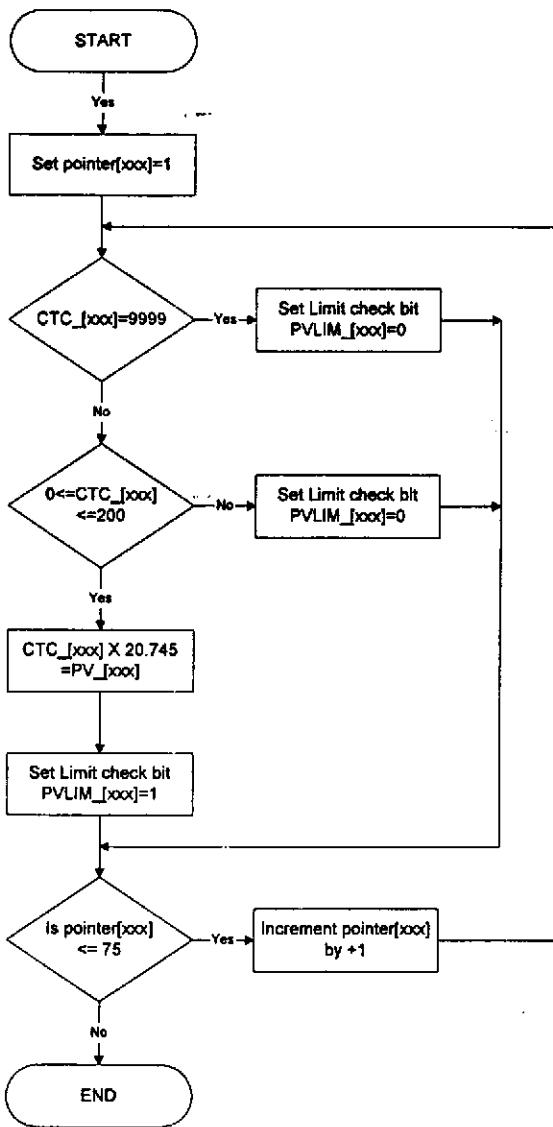 START
Yes
Set pointer[xxx]=1
CTC_[xxx]=9999
Yes
Set Limit check bit
PVLIM_[xxx]=0
No
0<=CTC_[xxx]
<=200
No
Set Limit check bit
PVLIM_[xxx]=0
Yes
CTC_[xxx] X 20.745
=PV_[xxx]
Set Limit check bit
PVLIM_[xxx]=1
Is pointer[xxx]
<= 75
Yes
Increment pointer[xxx]
by +1
No
END